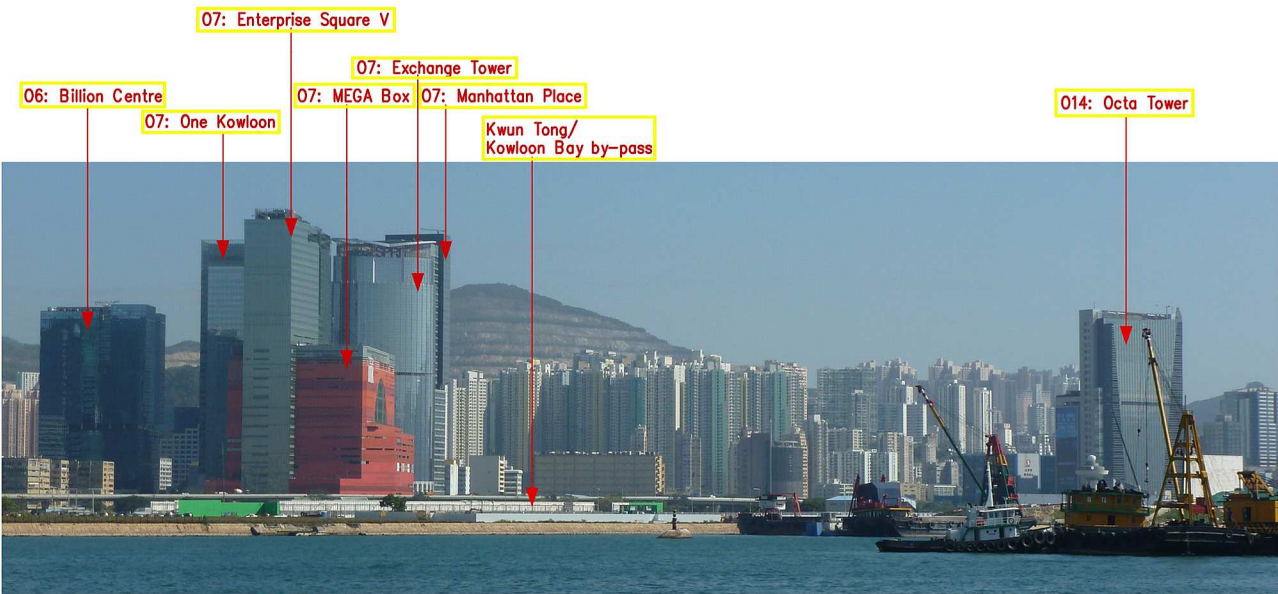 O7: Enterprise Square V
O7: Exchange Tower
O6: Billion Centre
O7: MEGA Box
O7: Manhattan Place
O14: Octa Tower
O7: One Kowloon
Kwun Tong/
Kowloon Bay by-pass